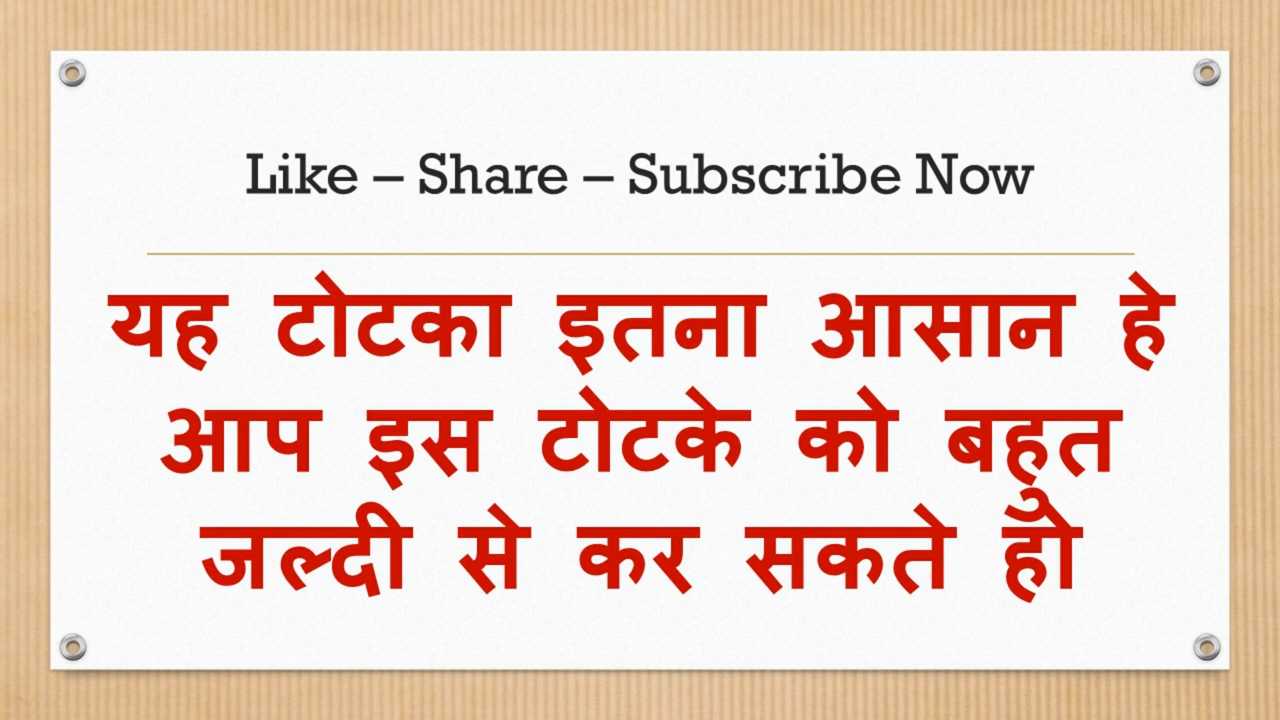 Like – Share – Subscribe Now
यह टोटका इतना आसान हे
आप इस टोटके को बहुत
जल्दी से कर सकते हो